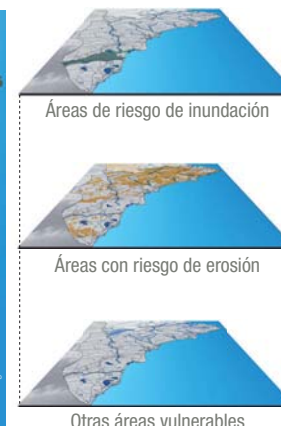 Áreas de riesgo de inundación
Áreas con riesgo de erosión
Otras áreas vulnerables